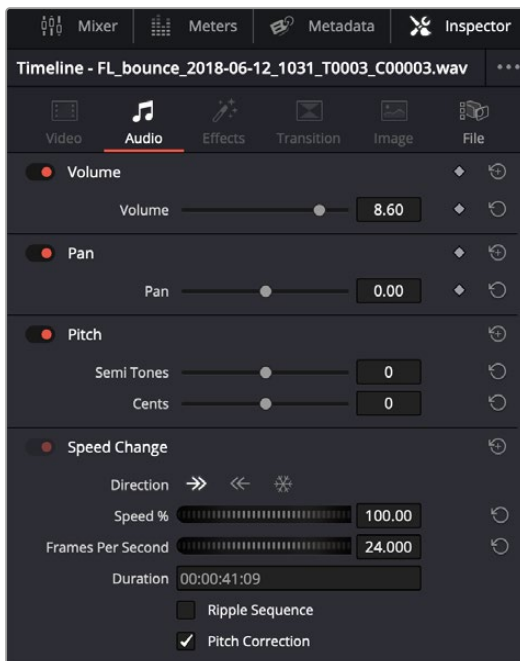 Mixer Meters Metadata Inspector
Timeline - FL_bounce_2018-06-12_1031_T0003_C00003.wav
Video Audio Effects Transition Image File
Volume
Volume 8.60
Pan
Pan 0.00
Pitch
Semi Tones 0
Cents 0
Speed Change
Direction
Speed % 100.00
Frames Per Second 24.000
Duration 00:00:41:09
Ripple Sequence
Pitch Correction